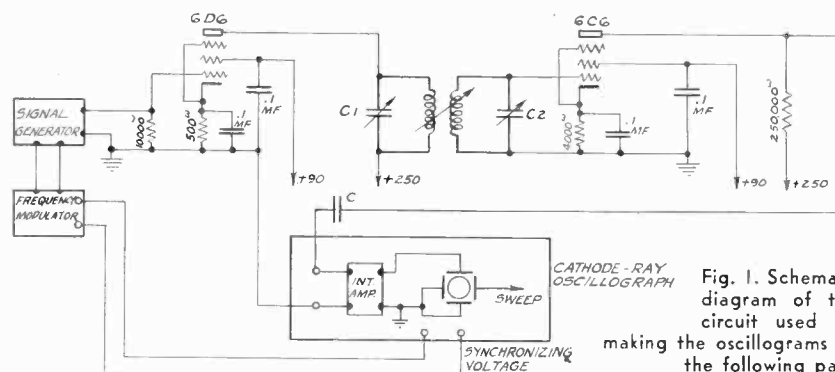 6D6
6C6
.1 MF
C1
C2
.1 MF
SIGNAL GENERATOR
10000 ω
500 ω
.1 MF
4000 ω
.1 MF
250,000 ω
+90
+250
+90
+250
FREQUENCY MODULATOR
C
CATHODE-RAY OSCILLOGRAPH
INT. AMP.
SWEEP
SYNCHRONIZING VOLTAGE
Fig. 1. Schema
diagram of t
circuit used
making the oscillograms
the following pa